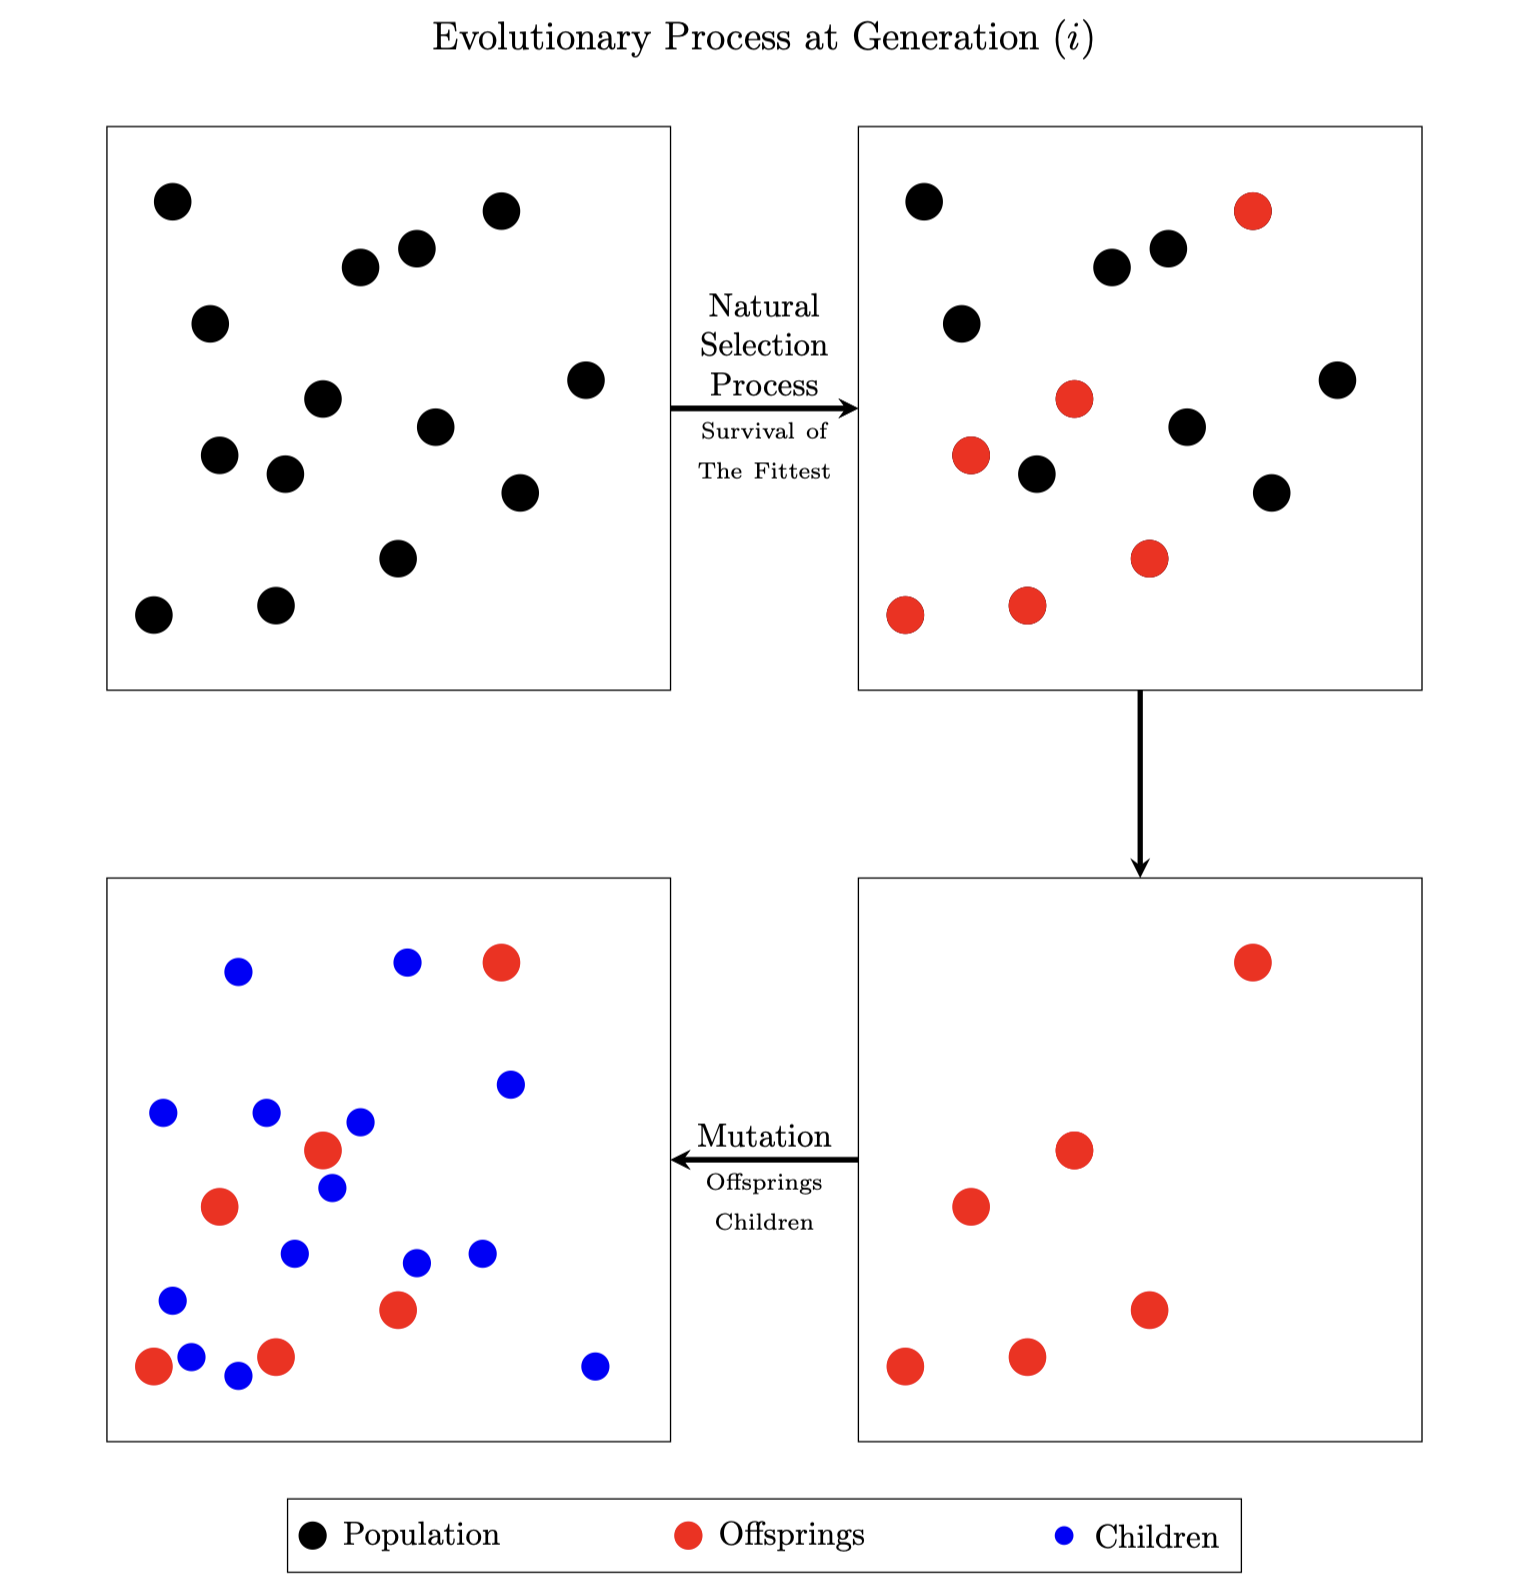 Evolutionary Process at Generation (i)
Natural
Selection
Process
Survival of
The Fittest
Mutation
Offsprings
Children
Population
Offsprings
Children